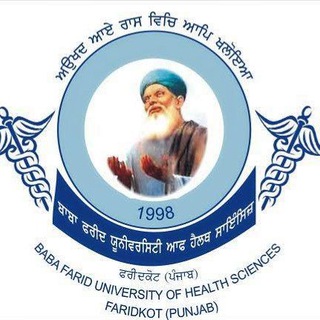 ਅਉਖਦ ਆਏ ਰਾਸ ਵਿਚਿ ਆਪਿ ਖਲੋਇਆ
1998
ਬਾਬਾ ਫਰੀਦ ਯੂਨੀਵਰਸਿਟੀ ਆਫ ਹੈਲਥ ਸਾਇੰਸਿਜ਼
ਫਰੀਦਕੋਟ (ਪੰਜਾਬ)
BABA FARID UNIVERSITY OF HEALTH SCIENCES
FARIDKOT (PUNJAB)